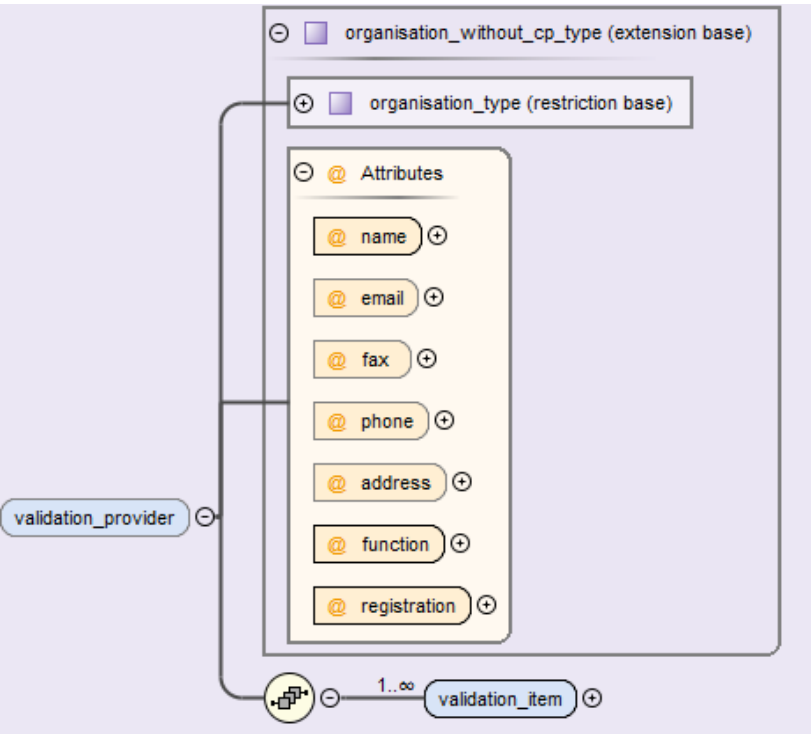 organisation_without_cp_type (extension base)
organisation_type (restriction base)
@ Attributes
@ name
@ email
@ fax
@ phone
@ address
validation_provider
@ function
@ registration
1..∞
validation_item